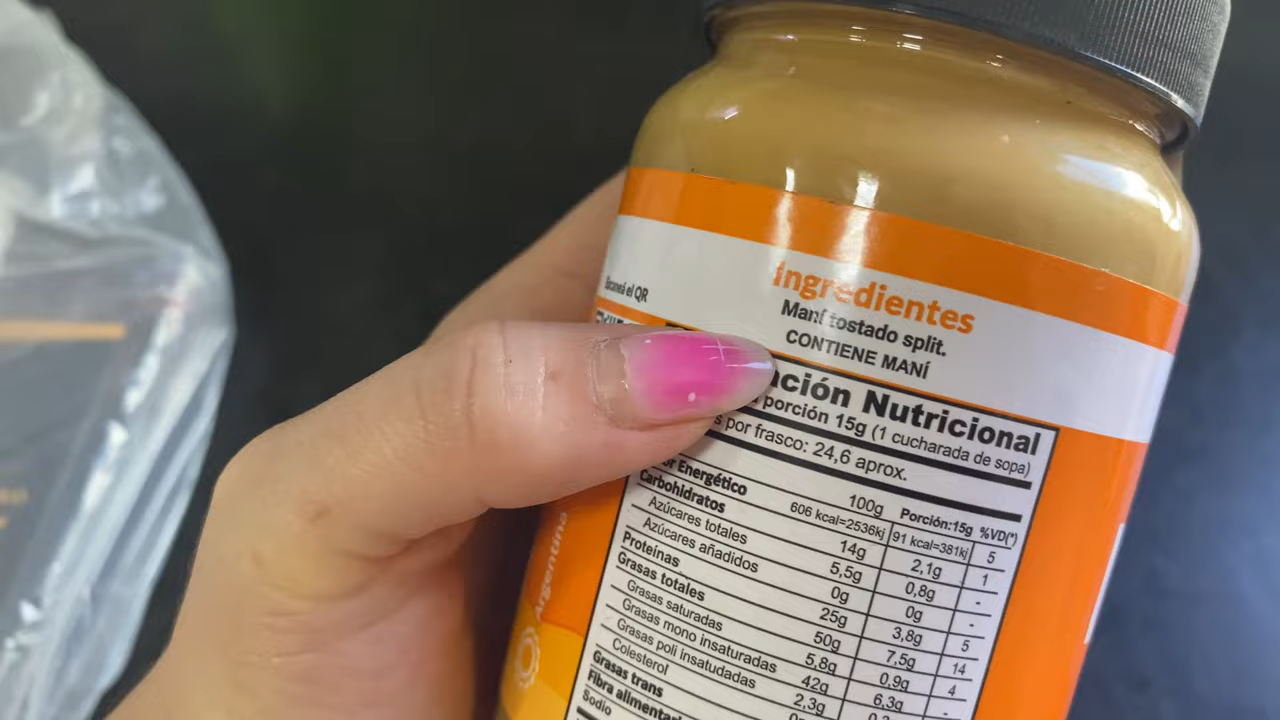 Escaneá el QR
Ingredientes
Maní tostado split.
CONTIENE MANÍ
ción Nutricional
porción 15g (1 cucharada de sopa)
s por frasco: 24,6 aprox.
100g Porción:15g %VD(*)
or Energético 606 kcal=2536kj 91 kcal=381kj 5
Carbohidratos 14g 2,1g 1
Azúcares totales 5,5g 0,8g -
Azúcares añadidos 0g 0g -
Proteínas 25g 3,8g 5
Grasas totales 50g 7,5g 14
Grasas saturadas 5,8g 0,9g 4
Grasas mono insaturadas 42g 6,3g -
Grasas poli insatudadas 2,3g
Colesterol
Grasas trans
Fibra alimentari
Sodio
Argentina